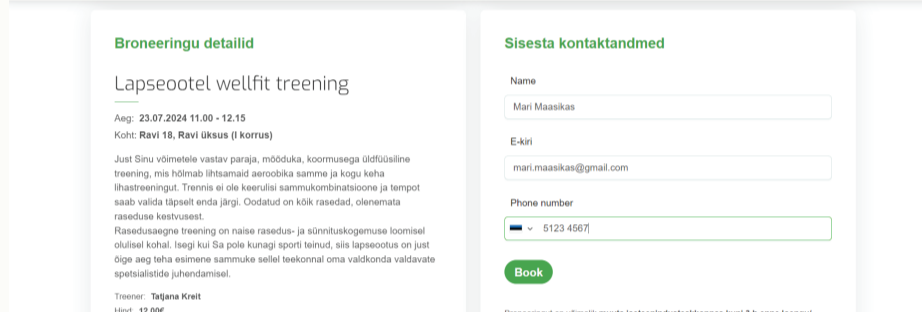 Broneeringu detailid
Lapseootel wellfit treening
Aeg: 23.07.2024 11.00 - 12.15
Koht: Ravi 18, Ravi üksus (I korrus)
Just Sinu võimetele vastav paraja, mõõduka, koormusega üldfüüsiline
treening, mis hõlmab lihtsamaid aeroobika samme ja kogu keha
lihastreeningut. Trennis ei ole keerulisi sammukombinatsioone ja tempot
saab valida täpselt enda järgi. Oodatud on kõik rasedad, olenemata
raseduse kestvusest.
Rasedusaegne treening on naise rasedus- ja sünnituskogemuse loomisel
olulisel kohal. Isegi kui Sa pole kunagi sporti teinud, siis lapseootus on just
õige aeg teha esimene sammuke sellel teekonnal oma valdkonda valdavate
spetsialistide juhendamisel.
Treener: Tatjana Kreit
Hind: 12.00€
Sisesta kontaktandmed
Name
Mari Maasikas
E-kiri
mari.maasikas@gmail.com
Phone number
5123 4567
Book